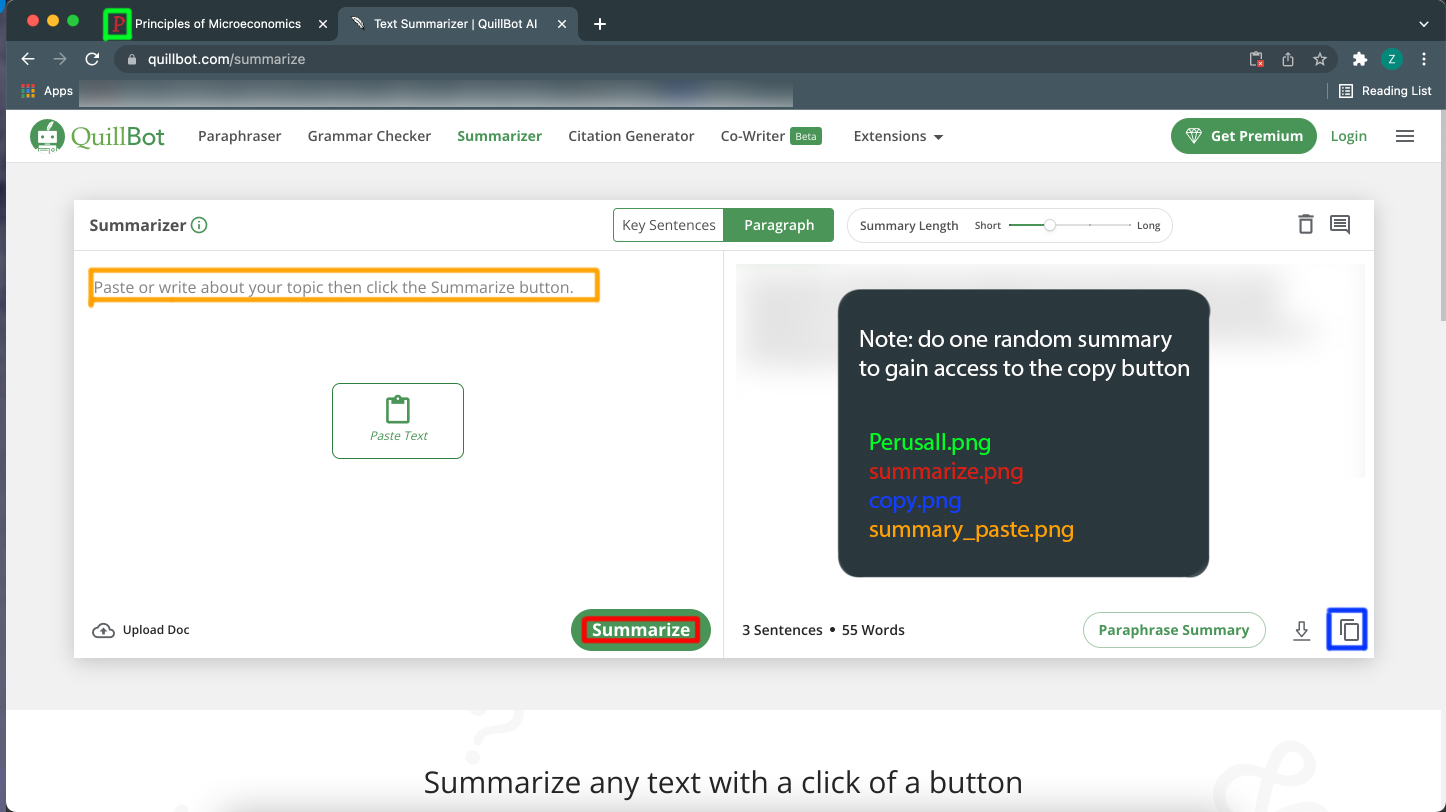 P Principles of Microeconomics
Text Summarizer | QuillBot AI
quillbot.com/summarize
Z
Apps
Reading List
QuillBot
Paraphraser
Grammar Checker
Summarizer
Citation Generator
Co-Writer Beta
Extensions
Get Premium
Login
Summarizer
Key Sentences
Paragraph
Summary Length Short Long
Paste or write about your topic then click the Summarize button.
Paste Text
Note: do one random summary
to gain access to the copy button
Perusall.png
summarize.png
copy.png
summary_paste.png
Upload Doc
Summarize
3 Sentences • 55 Words
Paraphrase Summary
Summarize any text with a click of a button